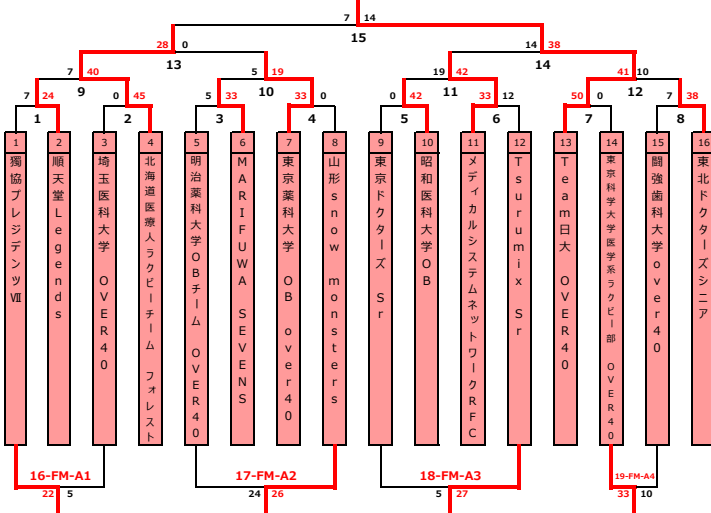 7 14
15
28 0
13
14 38
14
7 40
9
5 19
10
19 42
11
41 10
12
7 24
1
0 45
2
5 33
3
33 0
4
0 42
5
33 12
6
50 0
7
7 38
8
1
獨協プレジデンツⅦ
2
順天堂Legends
3
埼玉医科大学 OVER40
4
北海道医療人ラクビーチーム フォレスト
5
明治薬科大学OBチーム OVER40
6
MARIFUWA SEVENS
7
東京薬科大学 OB over40
8
山形snow monsters
9
東京ドクターズ Sr
10
昭和医科大学OB
11
メディカルシステムネットワークRFC
12
Tsurumix Sr
13
Team日大 OVER40
14
東京科学大学医学系ラクビー部 OVER40
15
闘強歯科大学over40
16
東北ドクターズシニア
16-FM-A1
22 5
17-FM-A2
24 26
18-FM-A3
5 27
19-FM-A4
33 10